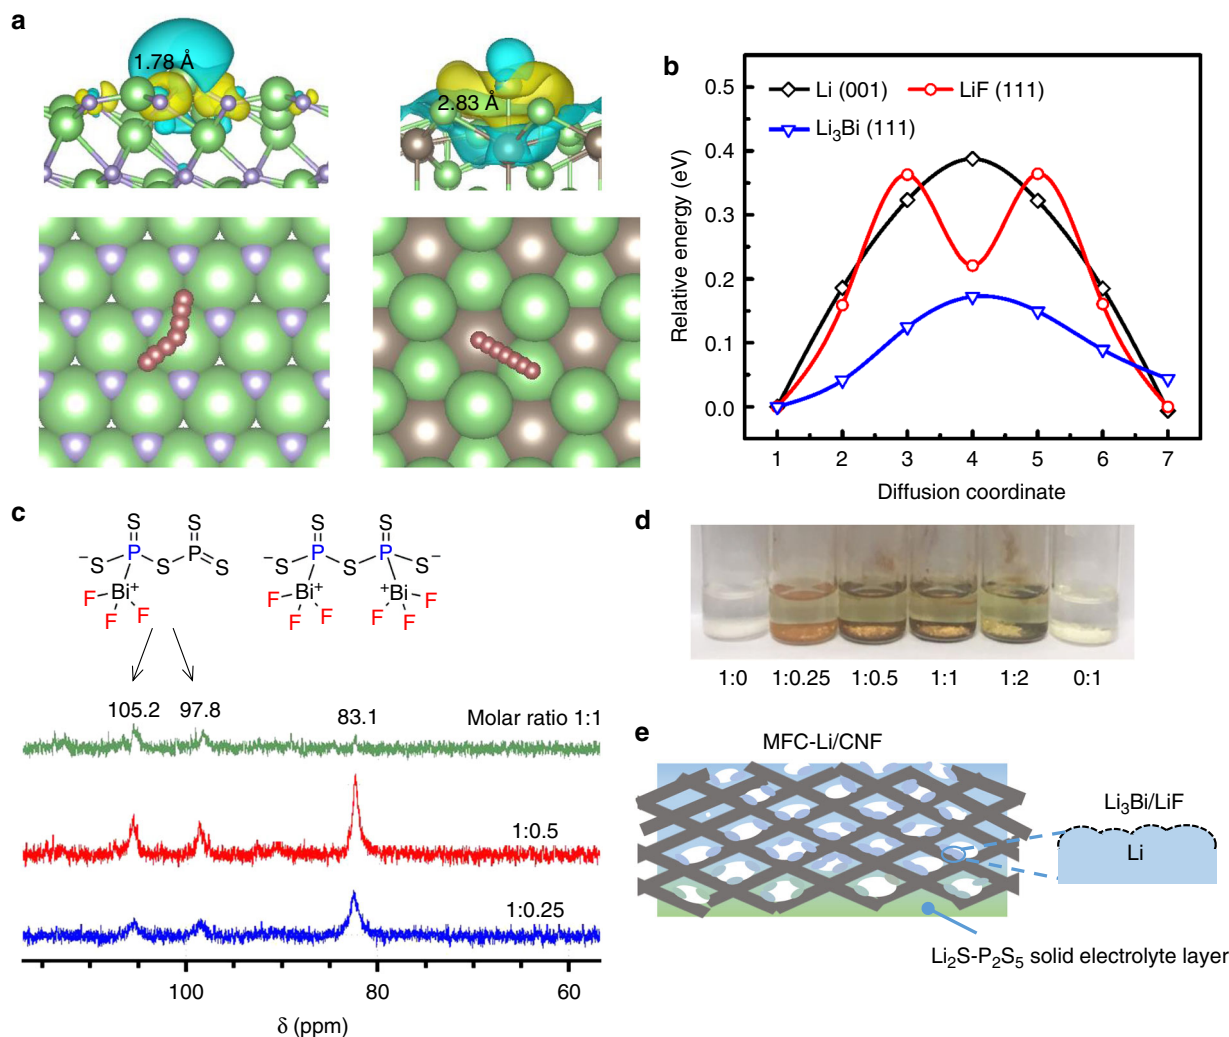 a
1.78 Å
2.83 Å
b
Relative energy (eV)
0.5
0.4
0.3
0.2
0.1
0.0
Li (001)
LiF (111)
Li₃Bi (111)
1 2 3 4 5 6 7
Diffusion coordinate
c
S S
⁻S P S P S
Bi⁺
F F F
S S
⁻S P S P S⁻
Bi⁺ ⁺Bi
F F F F F F
105.2 97.8 83.1 Molar ratio 1:1
1:0.5
1:0.25
100 80 60
δ (ppm)
d
1:0 1:0.25 1:0.5 1:1 1:2 0:1
e
MFC-Li/CNF
Li₃Bi/LiF
Li
Li₂S-P₂S₅ solid electrolyte layer